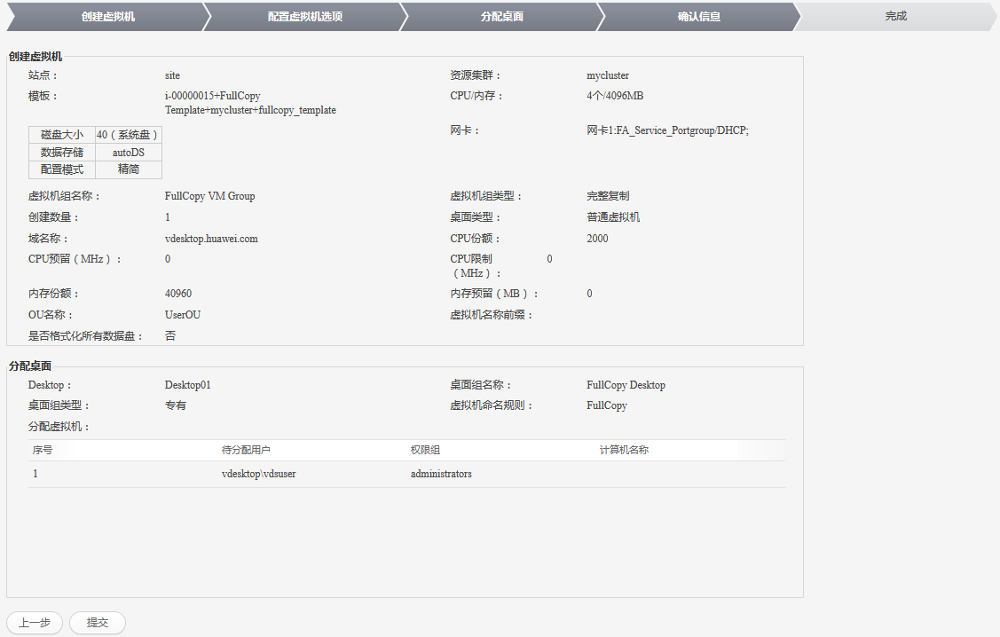 创建虚拟机 配置虚拟机选项 分配桌面 确认信息 完成
创建虚拟机
站点： site 资源集群： mycluster
模板： i-00000015+FullCopy CPU/内存： 4个/4096MB
Template+mycluster+fullcopy_template
磁盘大小 40（系统盘） 网卡： 网卡1:FA_Service_Portgroup/DHCP;
数据存储 autoDS
配置模式 精简
虚拟机组名称： FullCopy VM Group 虚拟机组类型： 完整复制
创建数量： 1 桌面类型： 普通虚拟机
域名称： vdesktop.huawei.com CPU份额： 2000
CPU预留（MHz）： 0 CPU限制 0
（MHz）：
内存份额： 40960 内存预留（MB）： 0
OU名称： UserOU 虚拟机名称前缀：
是否格式化所有数据盘： 否
分配桌面
Desktop： Desktop01 桌面组名称： FullCopy Desktop
桌面组类型： 专有 虚拟机命名规则： FullCopy
分配虚拟机：
序号 待分配用户 权限组 计算机名称
1 vdesktop\vdsuser administrators
上一步 提交